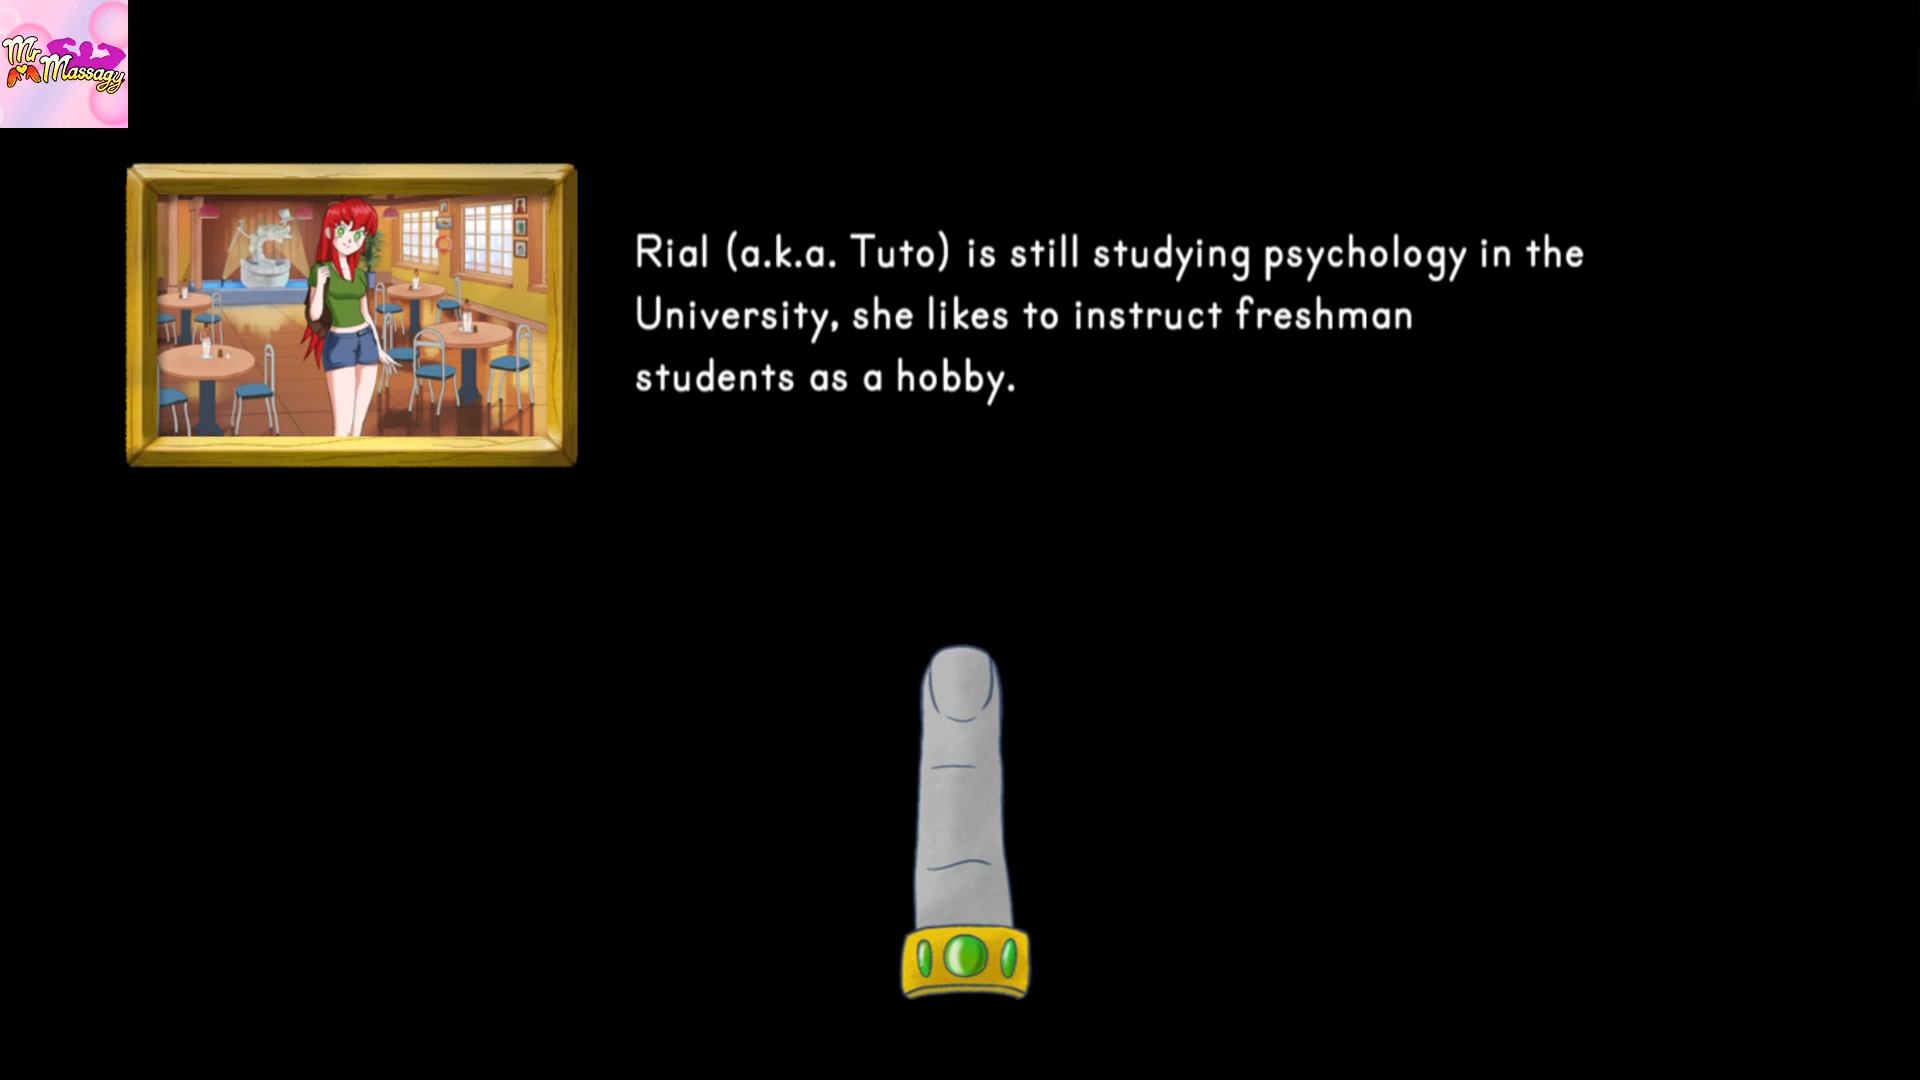 Mr
Massagy
Rial (a.k.a. Tuto) is still studying psychology in the
University, she likes to instruct freshman
students as a hobby.